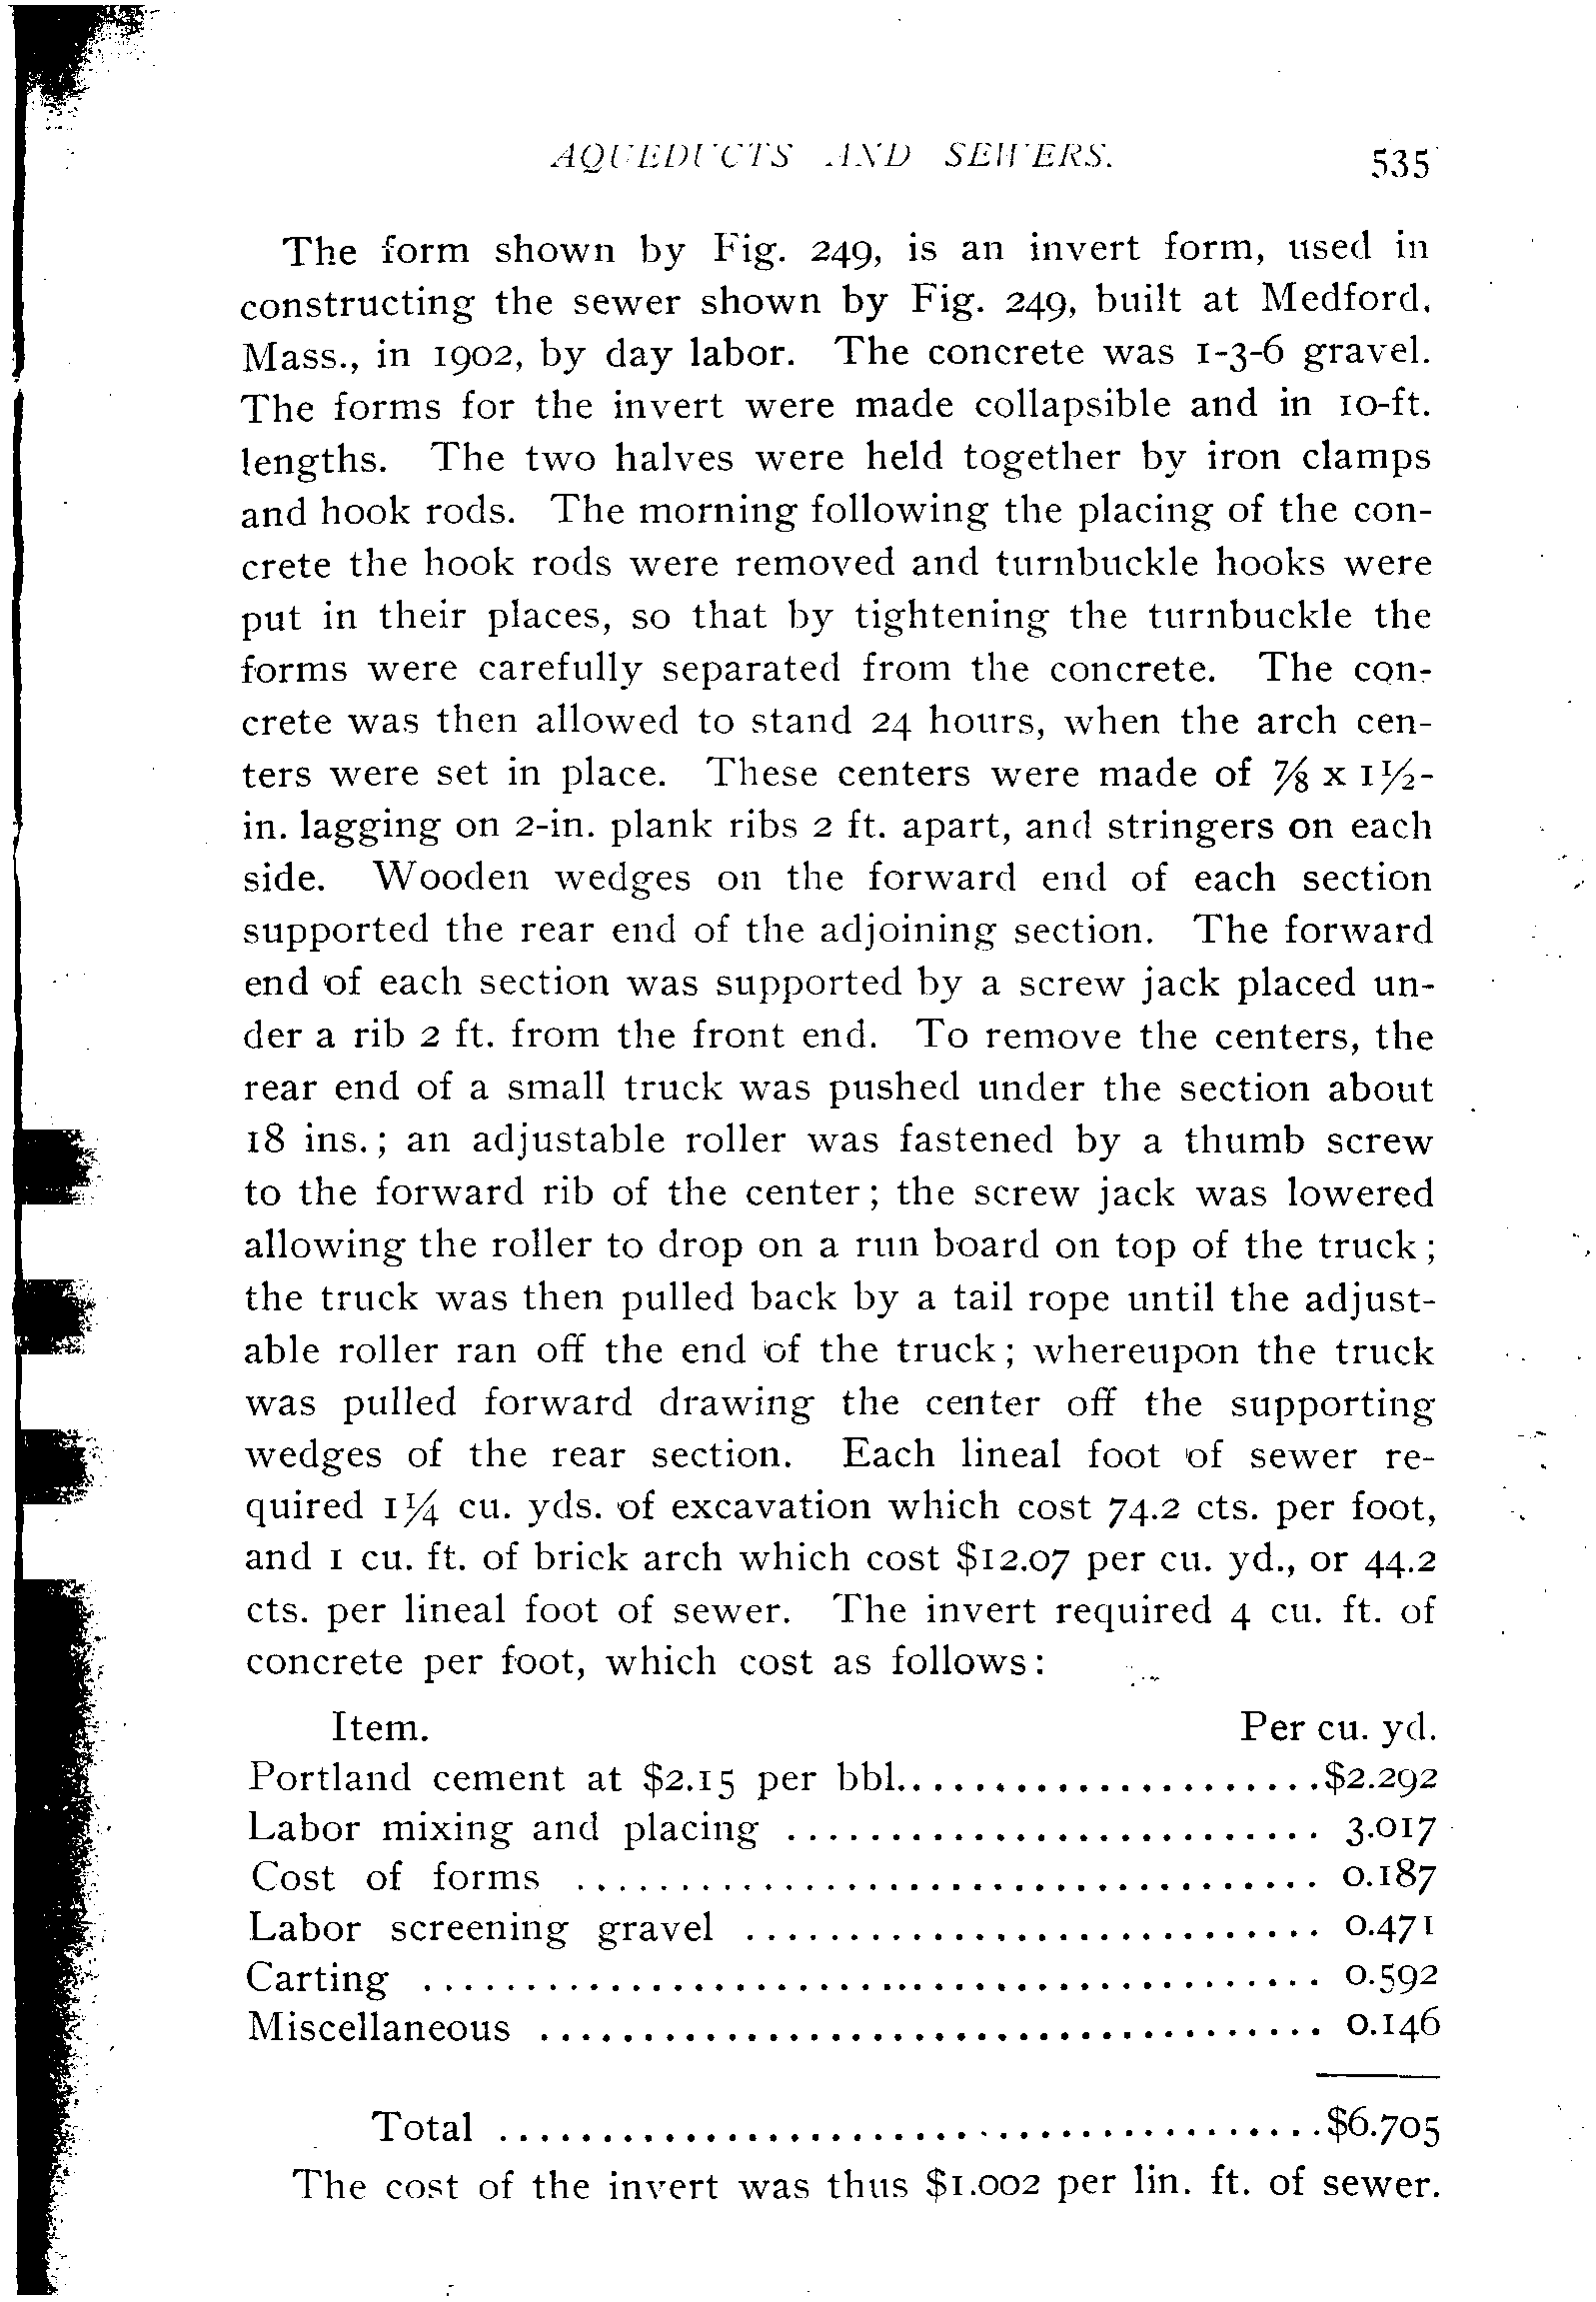 AQUEDUCTS AND SEWERS. 535
The form shown by Fig. 249, is an invert form, used in
constructing the sewer shown by Fig. 249, built at Medford,
Mass., in 1902, by day labor. The concrete was 1-3-6 gravel.
The forms for the invert were made collapsible and in 10-ft.
lengths. The two halves were held together by iron clamps
and hook rods. The morning following the placing of the con-
crete the hook rods were removed and turnbuckle hooks were
put in their places, so that by tightening the turnbuckle the
forms were carefully separated from the concrete. The con-
crete was then allowed to stand 24 hours, when the arch cen-
ters were set in place. These centers were made of ⅞ x 1½-
in. lagging on 2-in. plank ribs 2 ft. apart, and stringers on each
side. Wooden wedges on the forward end of each section
supported the rear end of the adjoining section. The forward
end of each section was supported by a screw jack placed un-
der a rib 2 ft. from the front end. To remove the centers, the
rear end of a small truck was pushed under the section about
18 ins.; an adjustable roller was fastened by a thumb screw
to the forward rib of the center; the screw jack was lowered
allowing the roller to drop on a run board on top of the truck;
the truck was then pulled back by a tail rope until the adjust-
able roller ran off the end of the truck; whereupon the truck
was pulled forward drawing the center off the supporting
wedges of the rear section. Each lineal foot of sewer re-
quired 1¼ cu. yds. of excavation which cost 74.2 cts. per foot,
and 1 cu. ft. of brick arch which cost $12.07 per cu. yd., or 44.2
cts. per lineal foot of sewer. The invert required 4 cu. ft. of
concrete per foot, which cost as follows:
Item. Per cu. yd.
Portland cement at $2.15 per bbl.....................$2.292
Labor mixing and placing .......................... 3.017
Cost of forms .................................... 0.187
Labor screening gravel ............................ 0.471
Carting ........................................... 0.592
Miscellaneous ...................................... 0.146
Total ........................................$6.705
The cost of the invert was thus $1.002 per lin. ft. of sewer.